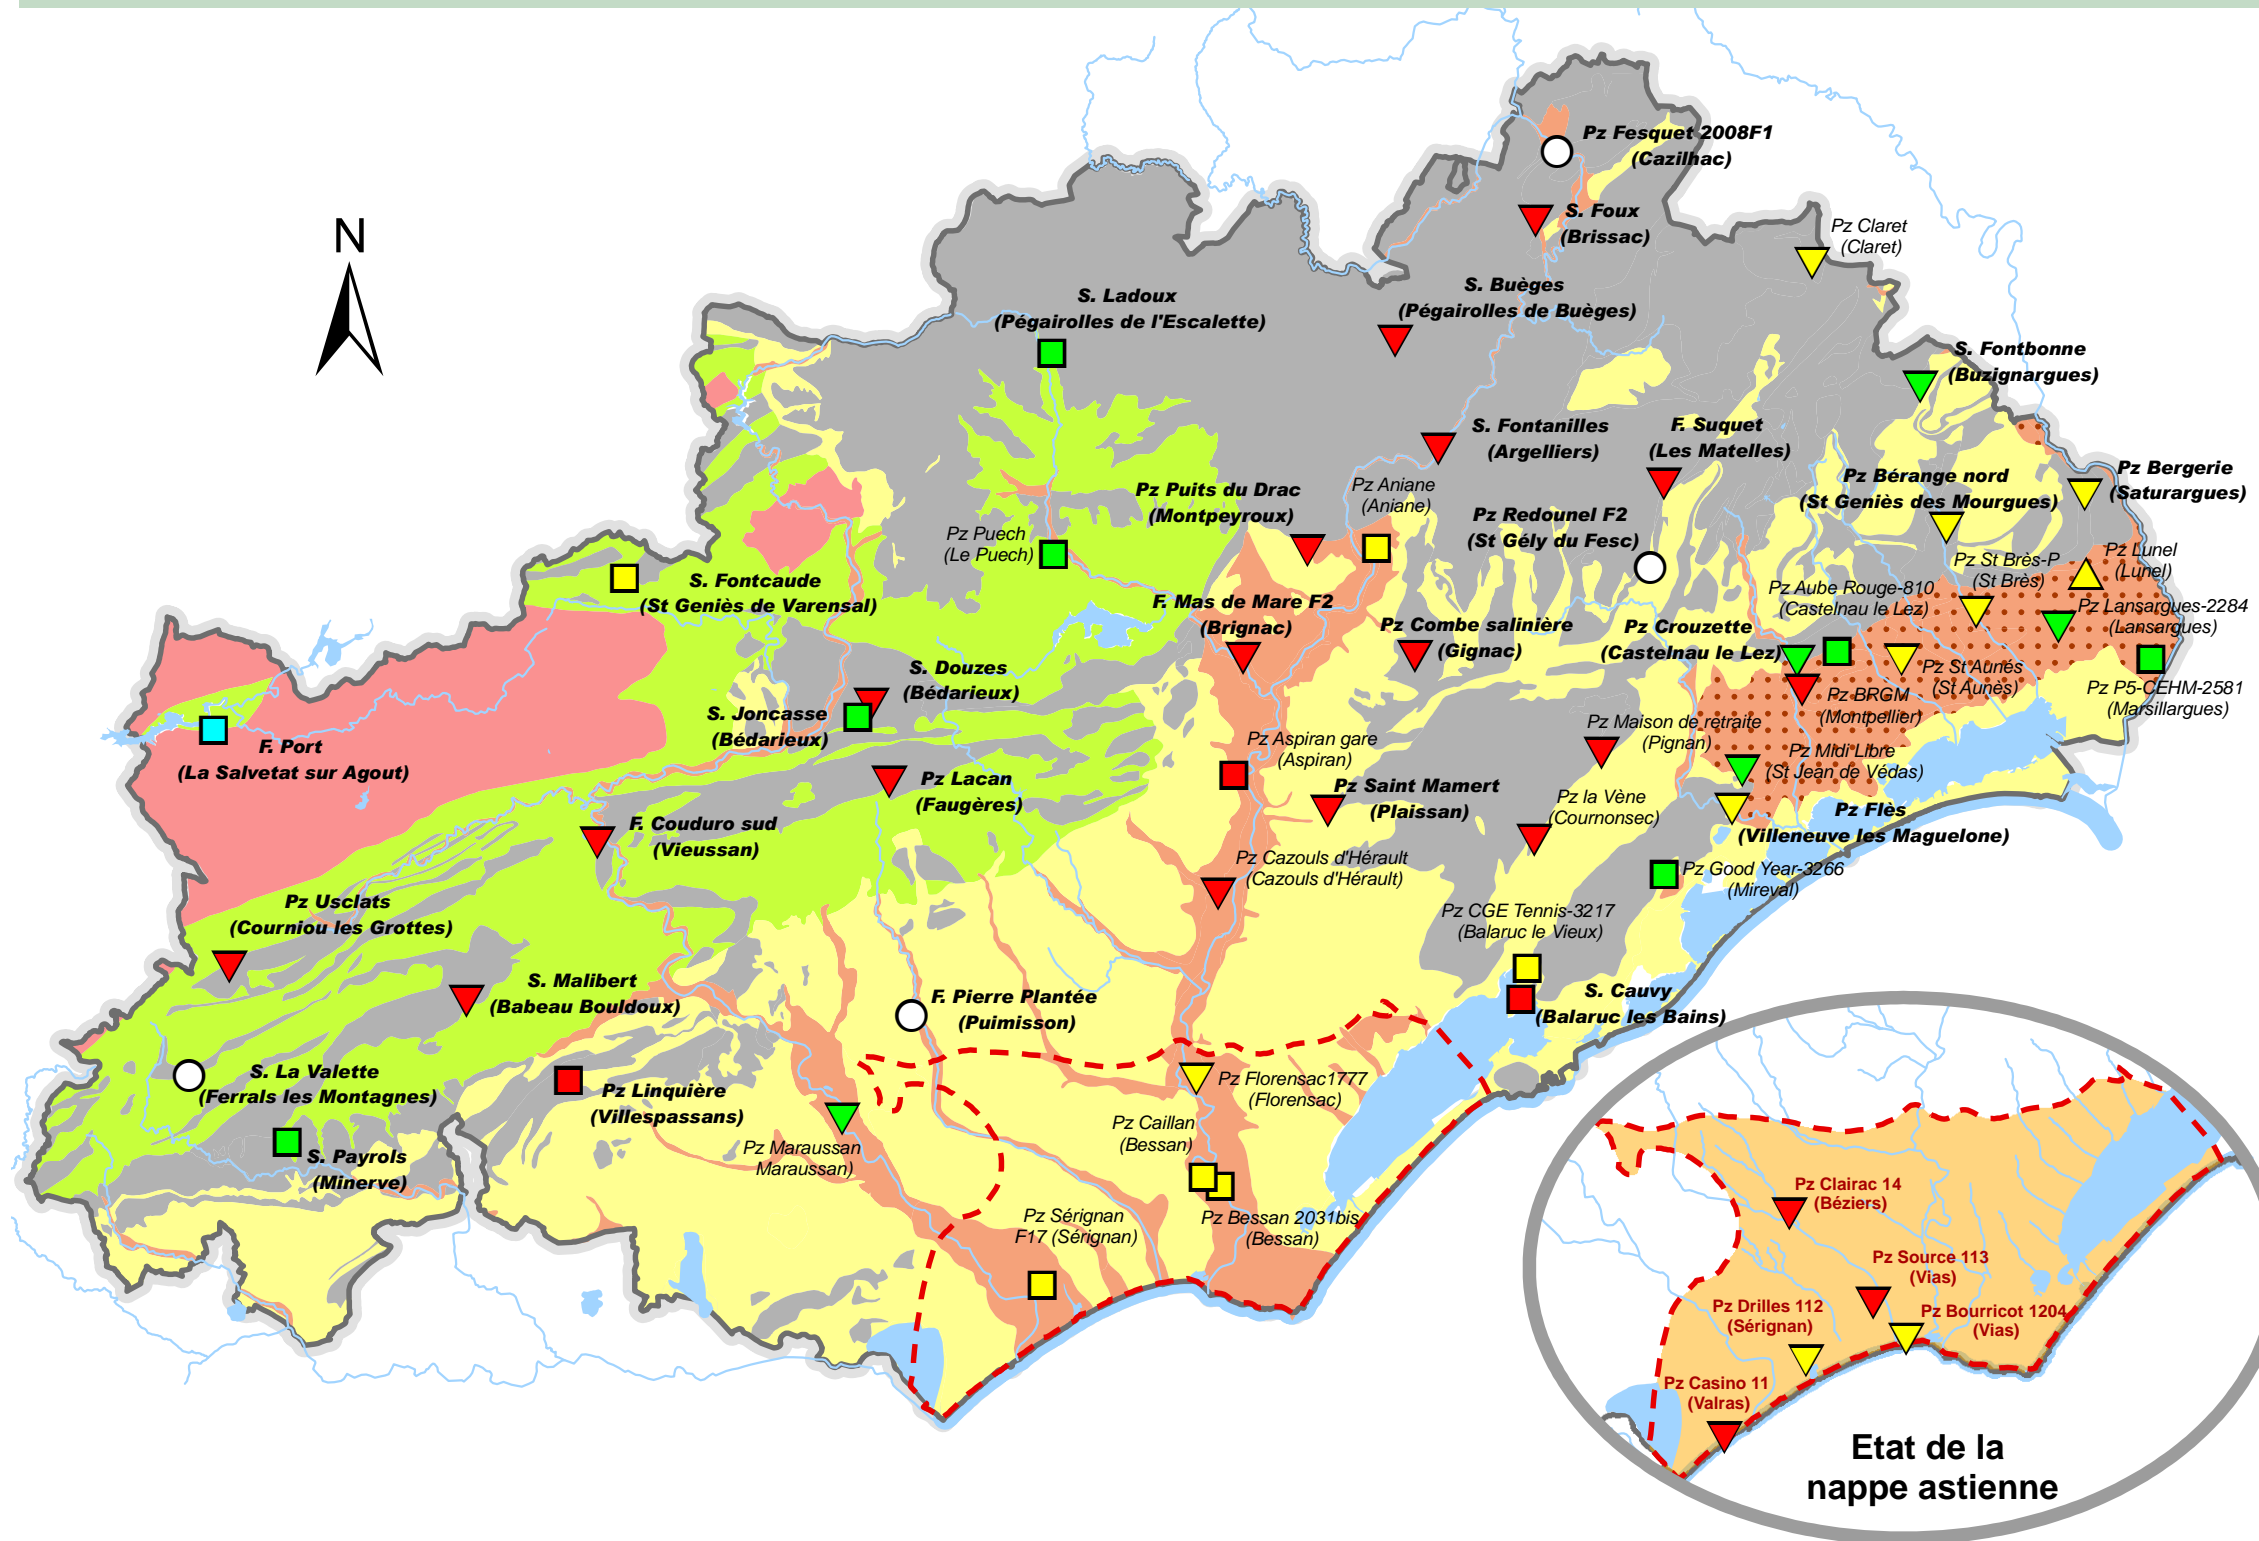 N
Pz Fesquet 2008F1
(Cazilhac)
S. Foux
(Brissac)
Pz Claret
(Claret)
S. Buèges
(Pégairolles de Buèges)
S. Ladoux
(Pégairolles de l'Escalette)
S. Fontbonne
(Buzignargues)
S. Fontanilles
(Argelliers)
F. Suquet
(Les Matelles)
Pz Bérange nord
(St Geniès des Mourgues)
Pz Bergerie
(Saturargues)
Pz Puits du Drac
(Montpeyroux)
Pz Aniane
(Aniane)
Pz Redounel F2
(St Gély du Fesc)
Pz Puech
(Le Puech)
Pz St Brès-P
(St Brès)
Pz Lunel
(Lunel)
S. Fontcaude
(St Geniès de Varensal)
Pz Aube Rouge-810
(Castelnau le Lez)
F. Mas de Mare F2
(Brignac)
Pz Combe salinière
(Gignac)
Pz Crouzette
(Castelnau le Lez)
Pz Lansargues-2284
(Lansargues)
S. Douzes
(Bédarieux)
Pz St Aunés
(St Aunès)
Pz P5-CEHM-2581
(Marsillargues)
S. Joncasse
(Bédarieux)
Pz BRGM
(Montpellier)
Pz Maison de retraite
(Pignan)
F. Port
(La Salvetat sur Agout)
Pz Aspiran gare
(Aspiran)
Pz Midi Libre
(St Jean de Védas)
Pz Lacan
(Faugères)
Pz Saint Mamert
(Plaissan)
Pz la Vène
(Cournonsec)
Pz Flès
(Villeneuve les Maguelone)
F. Couduro sud
(Vieussan)
Pz Cazouls d'Hérault
(Cazouls d'Hérault)
Pz Good Year-3266
(Mireval)
Pz Usclats
(Courniou les Grottes)
Pz CGE Tennis-3217
(Balaruc le Vieux)
S. Malibert
(Babeau Bouldoux)
F. Pierre Plantée
(Puimisson)
S. Cauvy
(Balaruc les Bains)
S. La Valette
(Ferrals les Montagnes)
Pz Linquière
(Villespassans)
Pz Florensac1777
(Florensac)
Pz Caillan
(Bessan)
Pz Maraussan
Maraussan)
S. Payrols
(Minerve)
Pz Sérignan
F17 (Sérignan)
Pz Bessan 2031bis
(Bessan)
Pz Clairac 14
(Béziers)
Pz Source 113
(Vias)
Pz Drilles 112
(Sérignan)
Pz Bourricot 1204
(Vias)
Pz Casino 11
(Valras)
Etat de la
nappe astienne